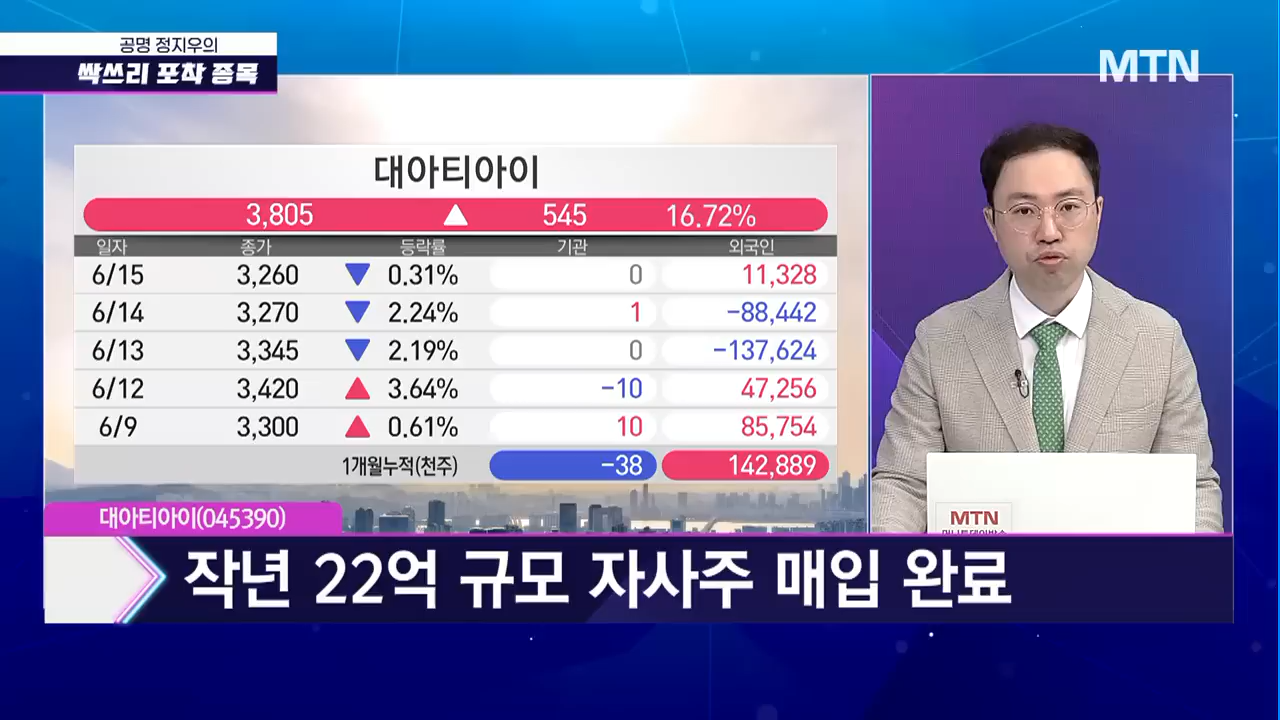 공명 정지우의
싹쓰리 포착 종목
MTN
대아티아이
3,805 ▲ 545 16.72%
일자 종가 등락률 기관 외국인
6/15 3,260 ▼ 0.31% 0 11,328
6/14 3,270 ▼ 2.24% 1 -88,442
6/13 3,345 ▼ 2.19% 0 -137,624
6/12 3,420 ▲ 3.64% -10 47,256
6/9 3,300 ▲ 0.61% 10 85,754
1개월누적(천주) -38 142,889
MTN
대아티아이(045390)
작년 22억 규모 자사주 매입 완료